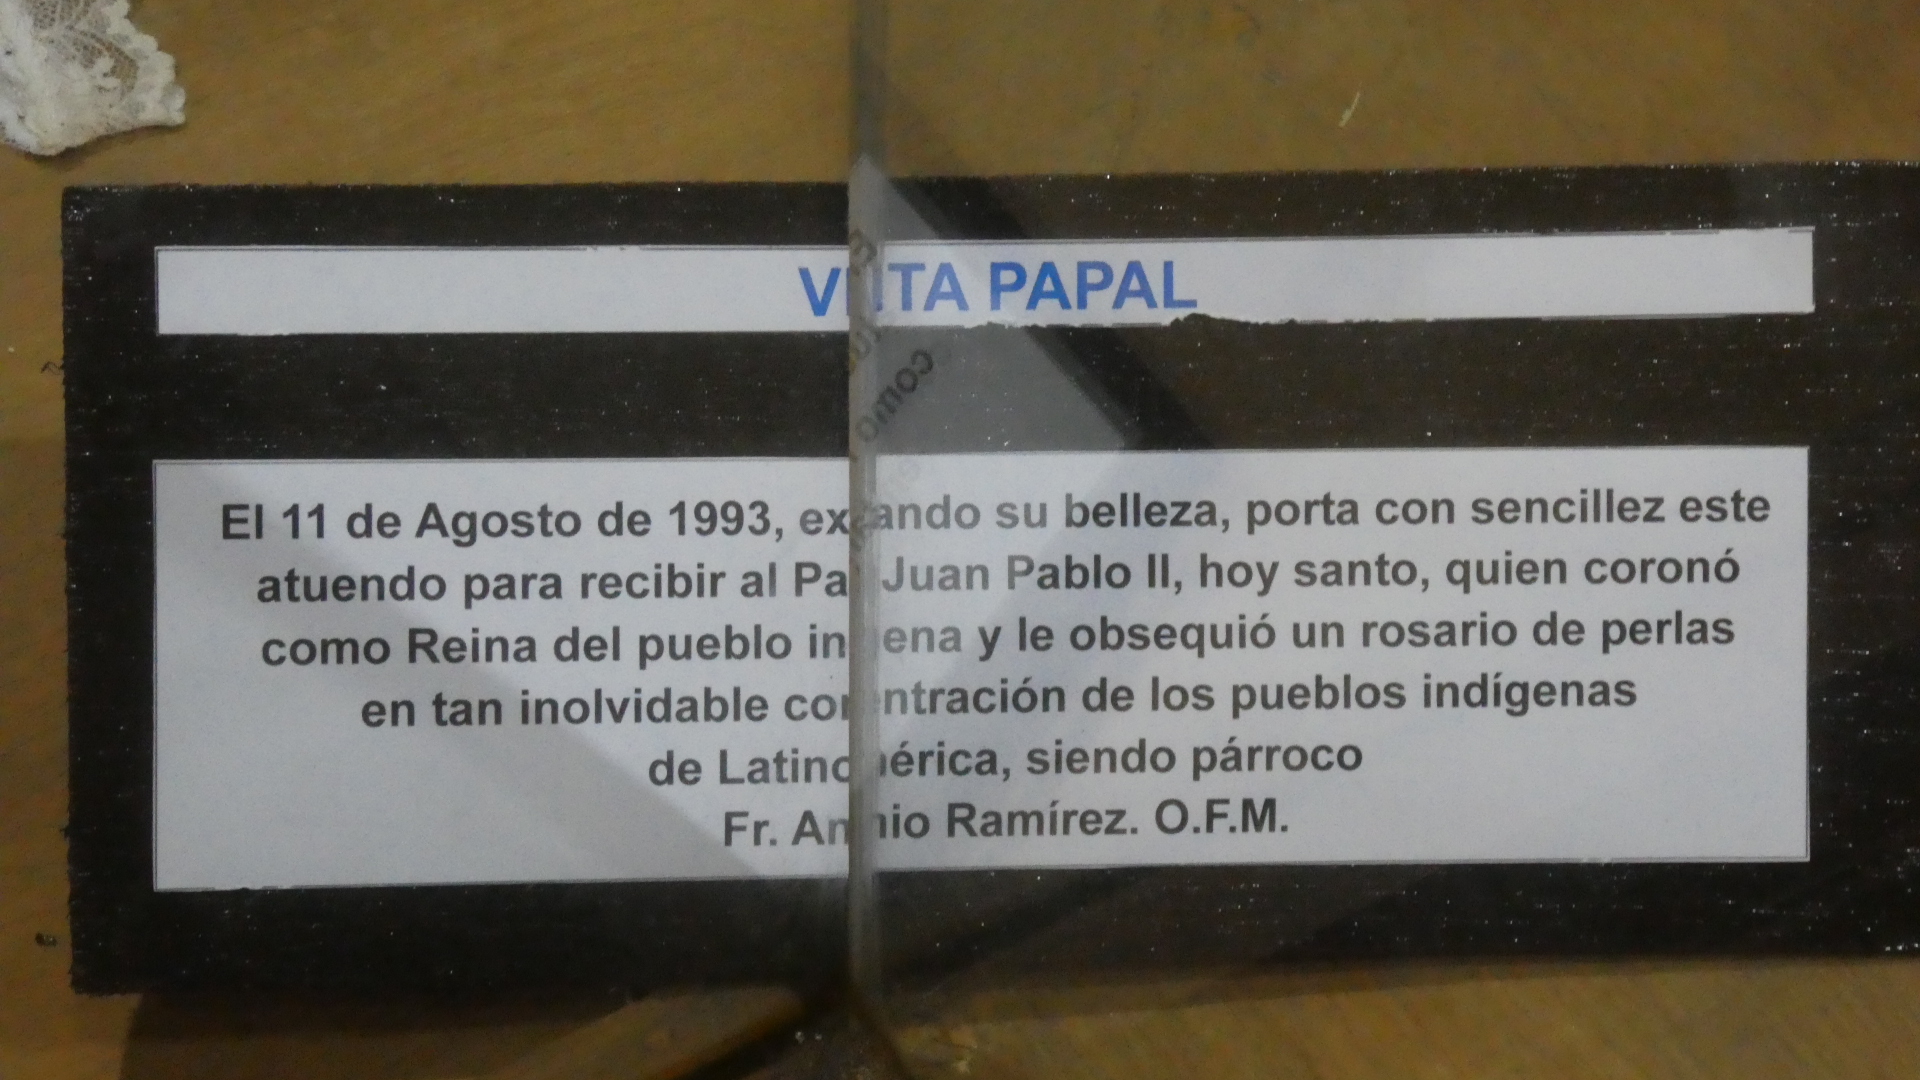 PAPAL
El 11 de Agosto de 1993, su belleza, porta con sencillez este
atuendo para recibir al Juan Pablo II, hoy santo, quien coronó
como Reina del pueblo y le obsequió un rosario de perlas
en tan inolvidable de los pueblos indígenas
de siendo párroco
Fr. Ramírez. O.F.M.
como